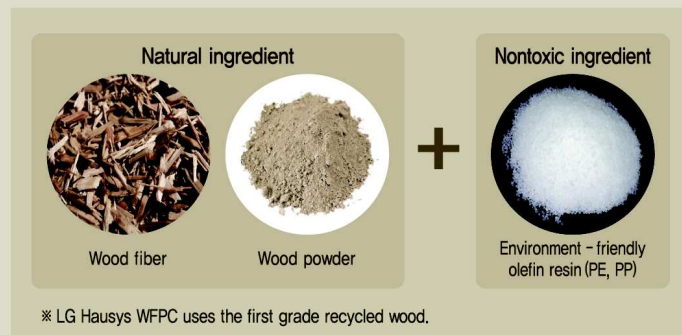 Natural ingredient
Wood fiber
Wood powder
+
Nontoxic ingredient
Environment - friendly
olefin resin (PE, PP)
※ LG Hausys WFPC uses the first grade recycled wood.